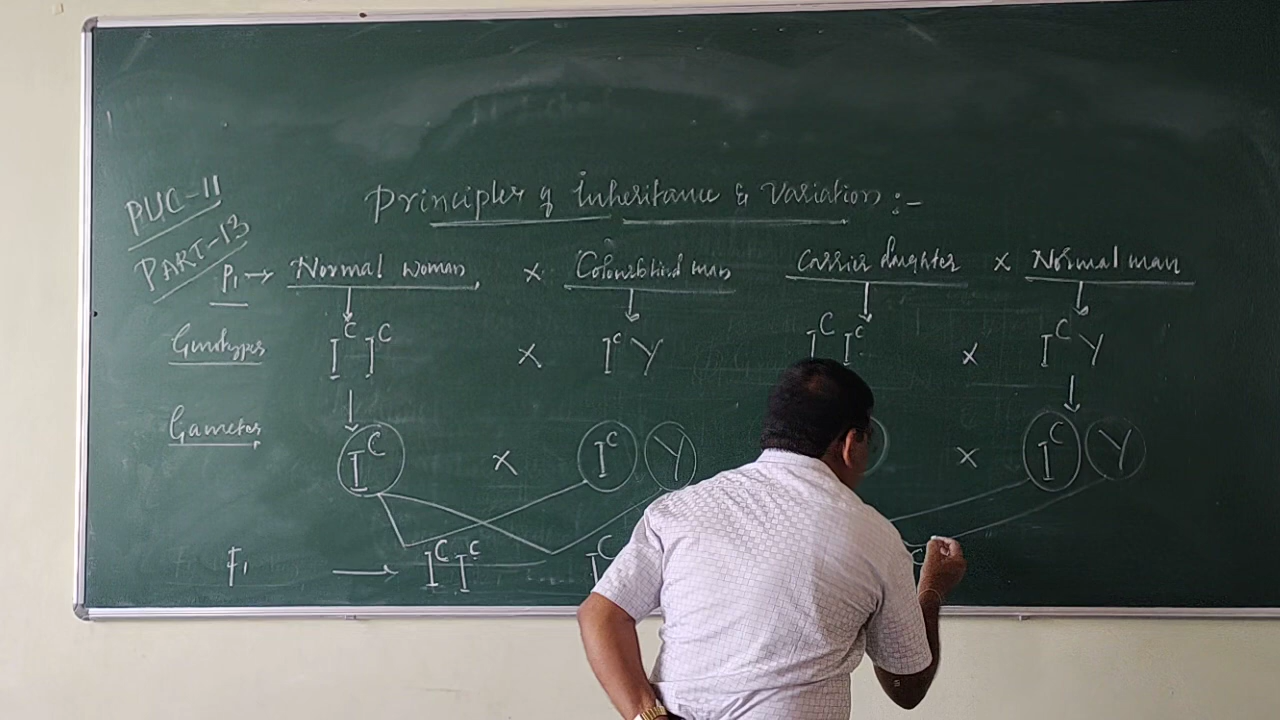 PUC-11
PART-13
Principles of Inheritance & Variation :-
P₁ → Normal woman × Colourblind man Carrier daughter × Normal man
Genotypes I^C I^C × I^c Y I^C I^c × I^C Y
Gametes I^C × I^c Y × I^C Y
F₁ → I^C I^c I^C